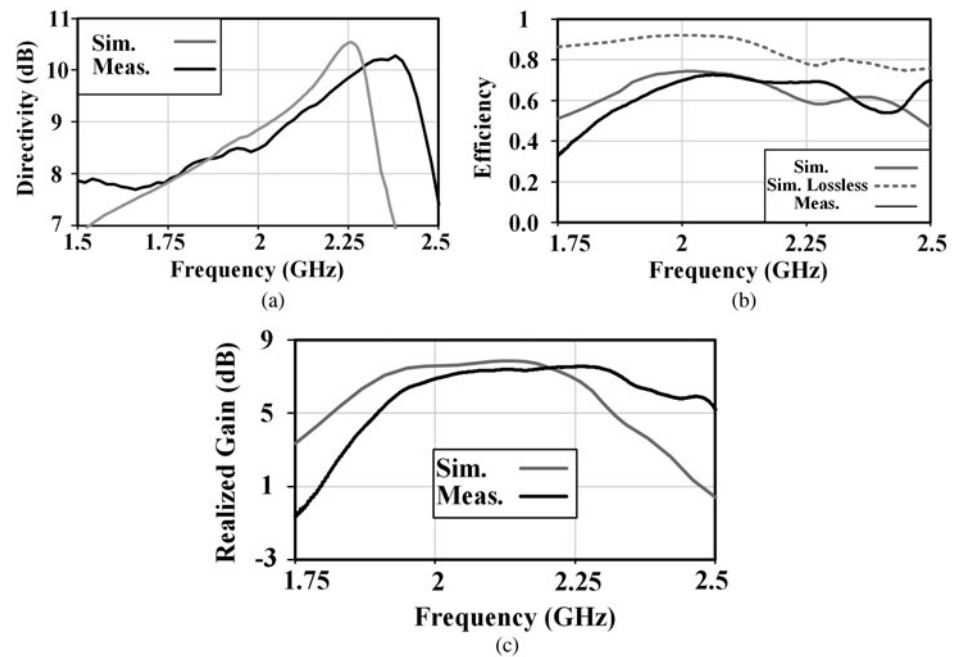 11
10
9
8
7
Directivity (dB)
Sim.
Meas.
1.5 1.75 2 2.25 2.5
Frequency (GHz)
(a)
1
0.8
0.6
0.4
0.2
0.0
Efficiency
Sim.
Sim. Lossless
Meas.
1.75 2 2.25 2.5
Frequency (GHz)
(b)
9
5
1
-3
Realized Gain (dB)
Sim.
Meas.
1.75 2 2.25 2.5
Frequency (GHz)
(c)